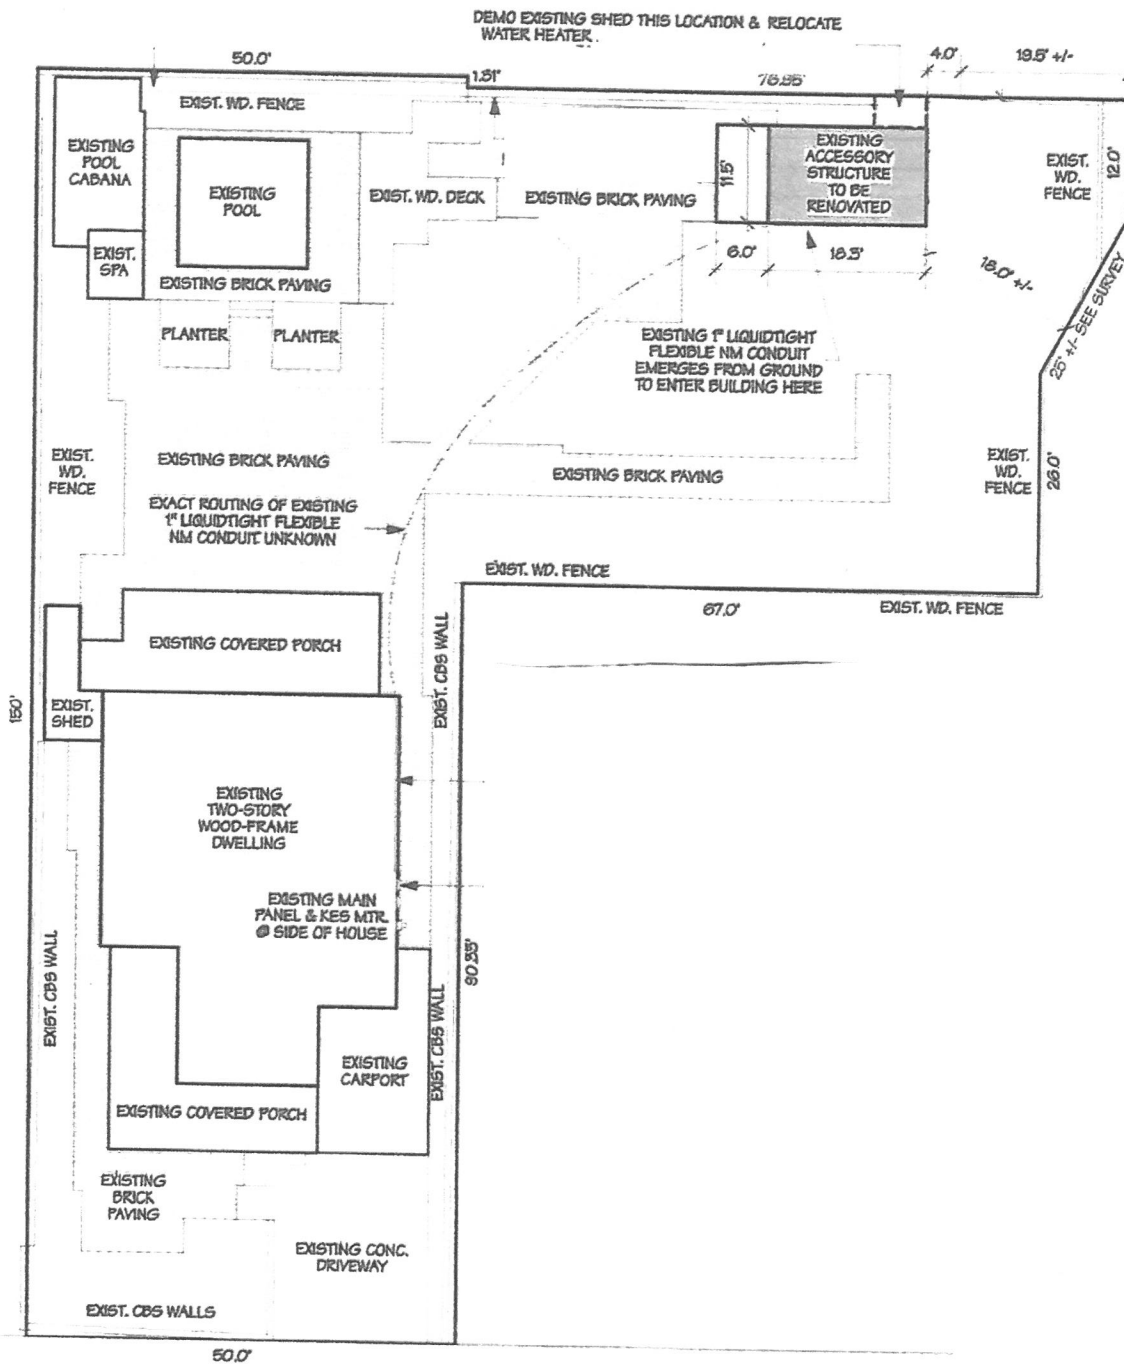 DEMO EXISTING SHED THIS LOCATION & RELOCATE
WATER HEATER.
50.0'
1.51'
4.0'
19.5' +/-
EXIST. WD. FENCE
EXISTING
POOL
CABANA
EXISTING
POOL
EXIST. WD. DECK
EXISTING BRICK PAVING
11.5'
EXISTING
ACCESSORY
STRUCTURE
TO BE
RENOVATED
EXIST.
WD.
FENCE
12.0'
EXIST.
SPA
EXISTING BRICK PAVING
6.0'
18.3'
18.0' +/-
25' +/- SEE SURVEY
PLANTER
PLANTER
EXISTING 1" LIQUIDTIGHT
FLEXIBLE NM CONDUIT
EMERGES FROM GROUND
TO ENTER BUILDING HERE
EXIST.
WD.
FENCE
EXISTING BRICK PAVING
EXISTING BRICK PAVING
EXIST.
WD.
FENCE
26.0'
EXACT ROUTING OF EXISTING
1" LIQUIDTIGHT FLEXIBLE
NM CONDUIT UNKNOWN
EXIST. WD. FENCE
67.0'
EXIST. WD. FENCE
EXISTING COVERED PORCH
EXIST. CBS WALL
150'
EXIST.
SHED
EXISTING
TWO-STORY
WOOD-FRAME
DWELLING
EXISTING MAIN
PANEL & KES MTR.
@ SIDE OF HOUSE
EXIST. CBS WALL
80.35'
EXIST. CBS WALL
EXISTING
CARPORT
EXISTING COVERED PORCH
EXISTING
BRICK
PAVING
EXISTING CONC.
DRIVEWAY
EXIST. CBS WALLS
50.0'